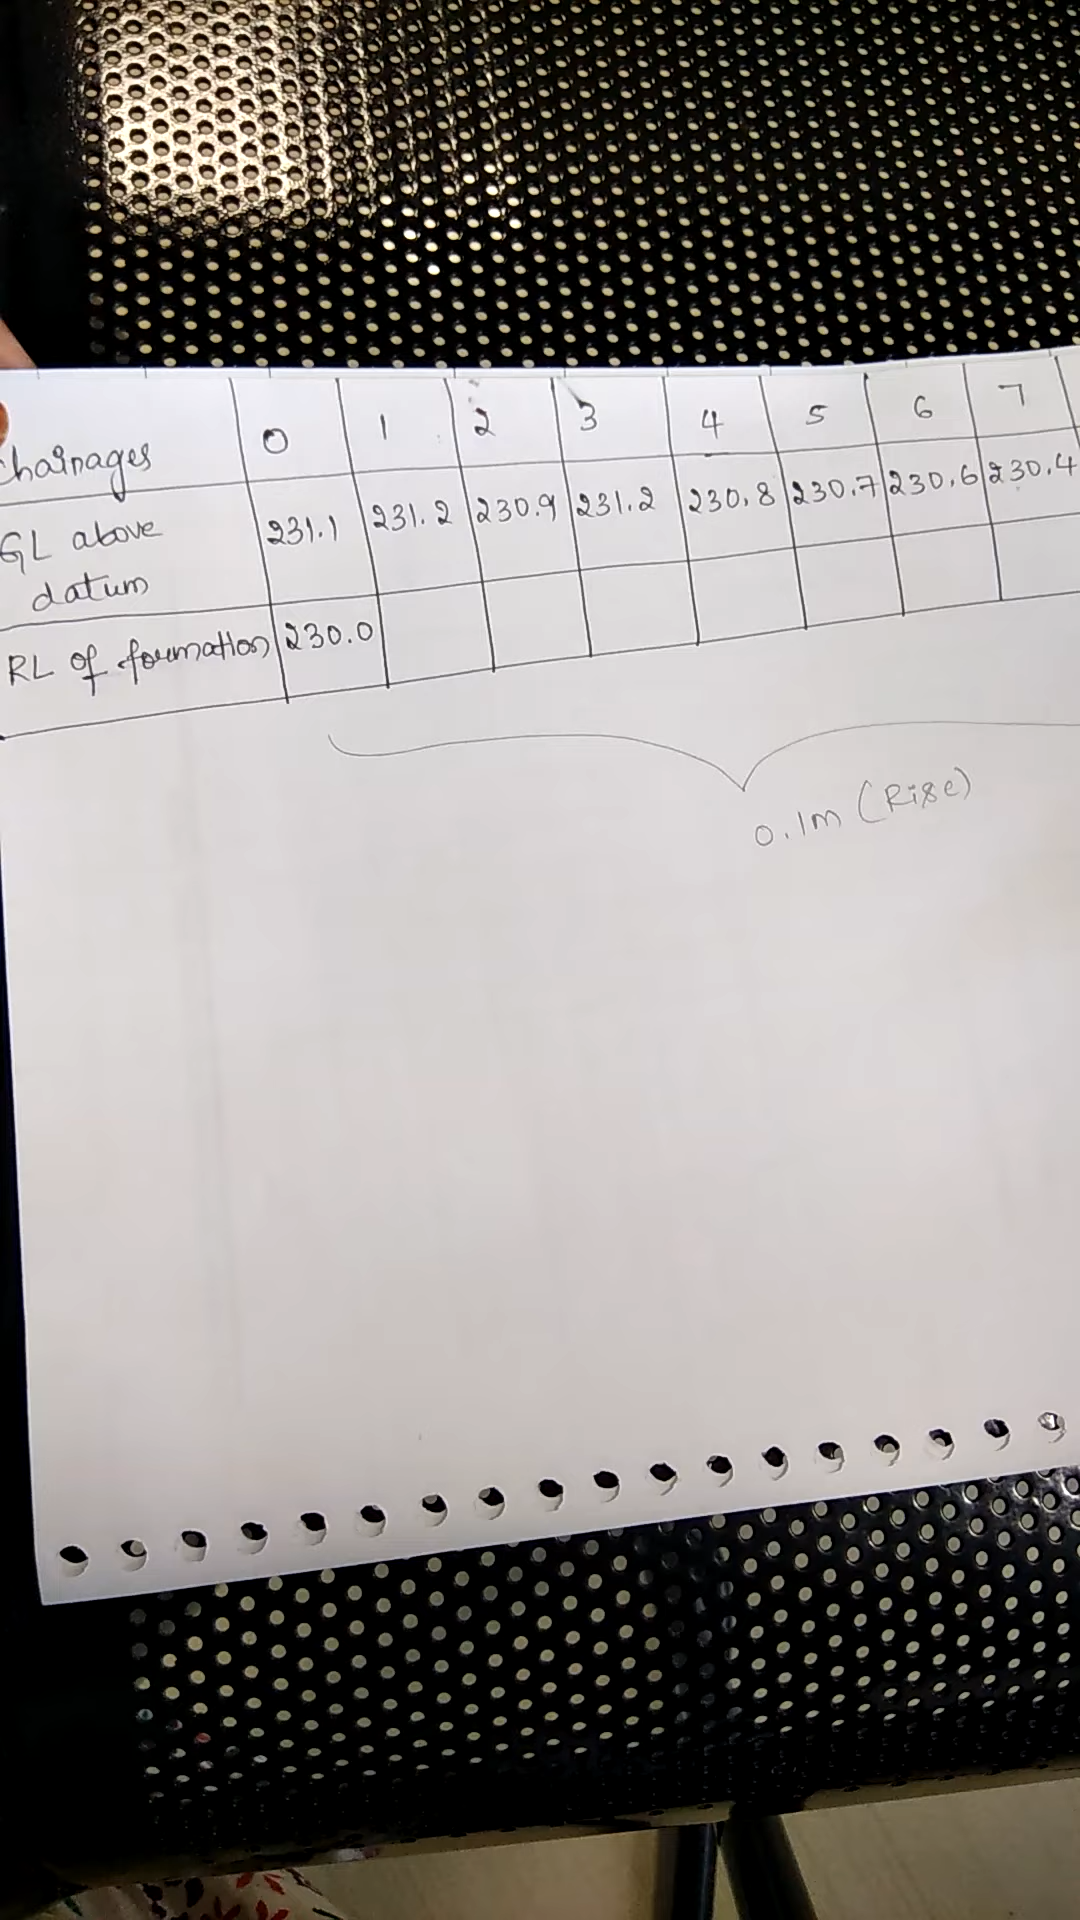 Chainages 0 1 2 3 4 5 6 7
GL above datum 231.1 231.2 230.9 231.2 230.8 230.7 230.6 230.4
RL of formation 230.0
0.1m (Rise)